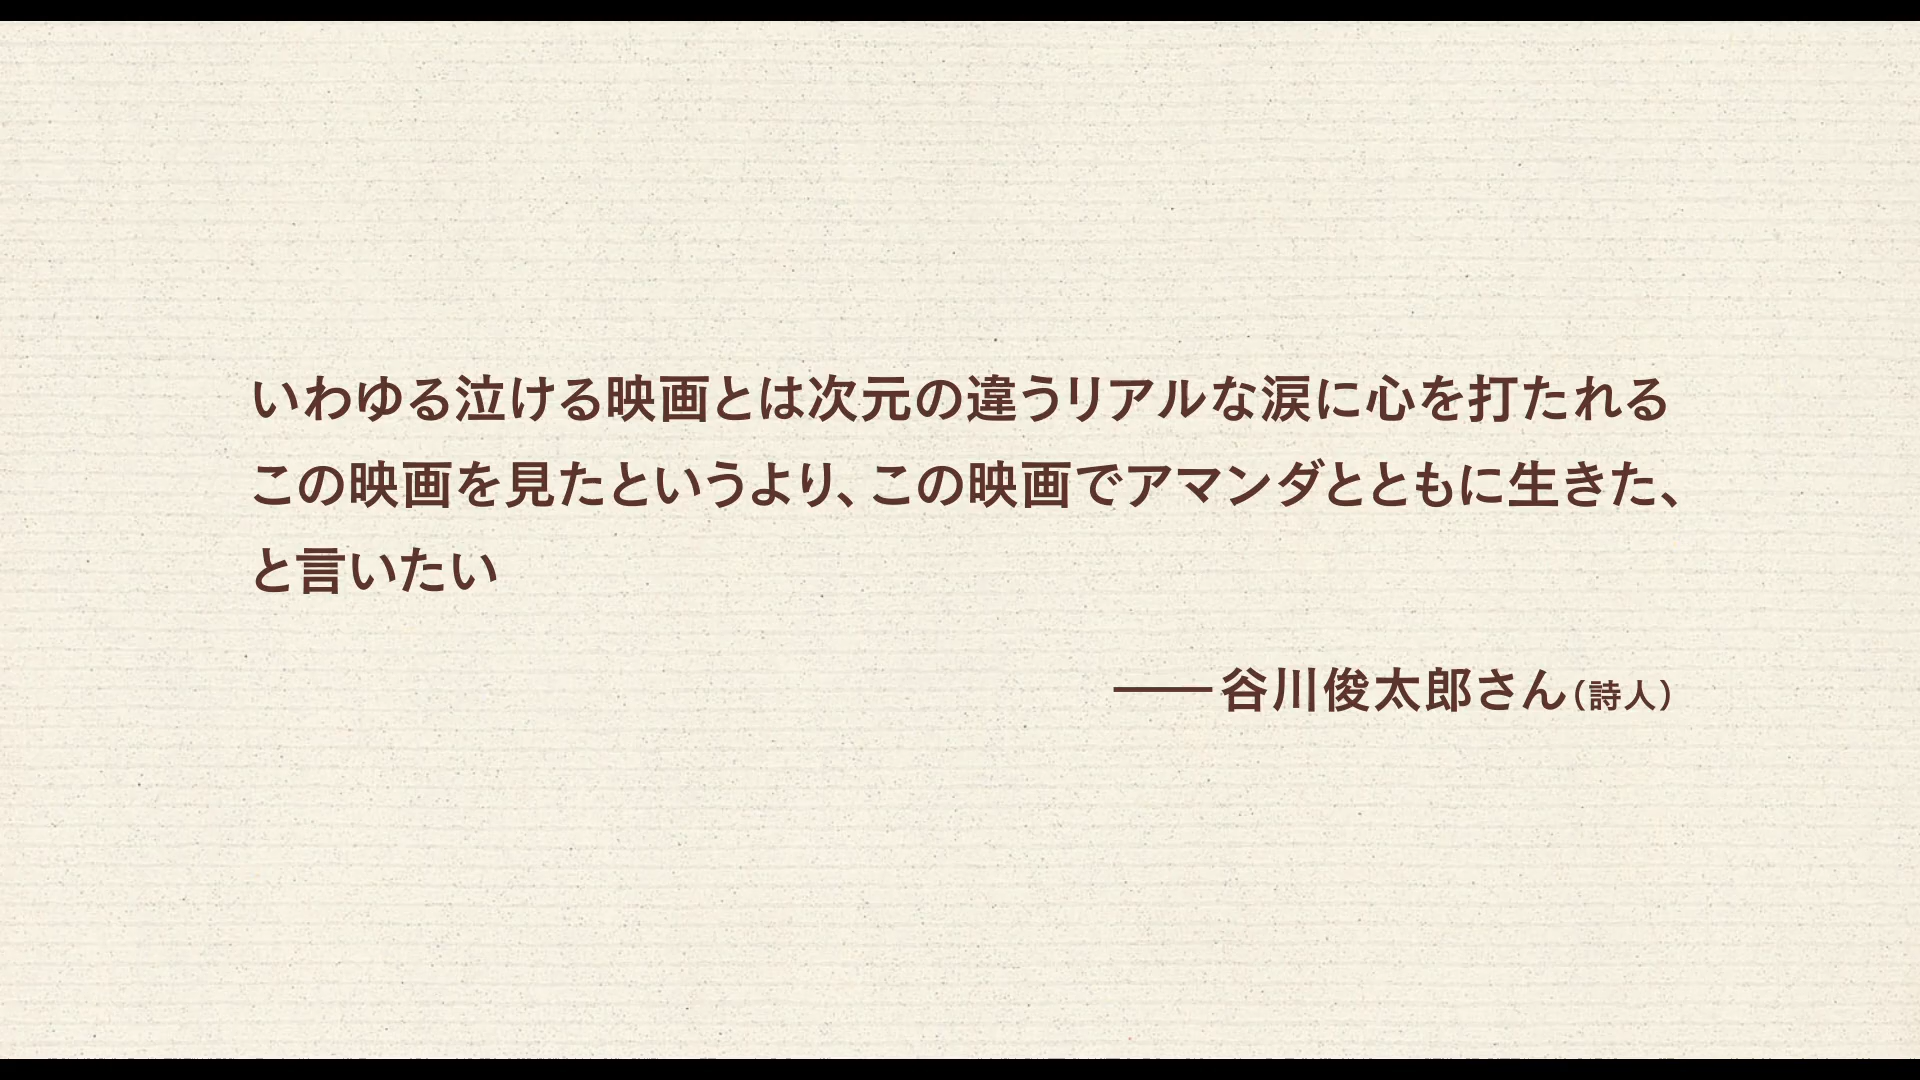 いわゆる泣ける映画とは次元の違うリアルな涙に心を打たれる
この映画を見たというより、この映画でアマンダとともに生きた、
と言いたい
――谷川俊太郎さん（詩人）